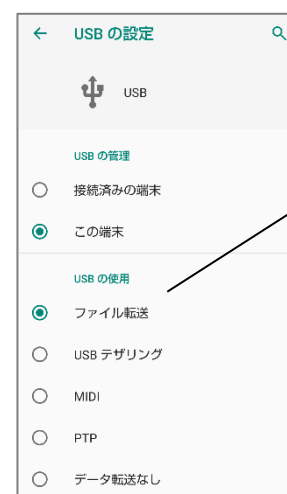 USB の設定
USB
USB の管理
接続済みの端末
この端末
USB の使用
ファイル転送
USB テザリング
MIDI
PTP
データ転送なし